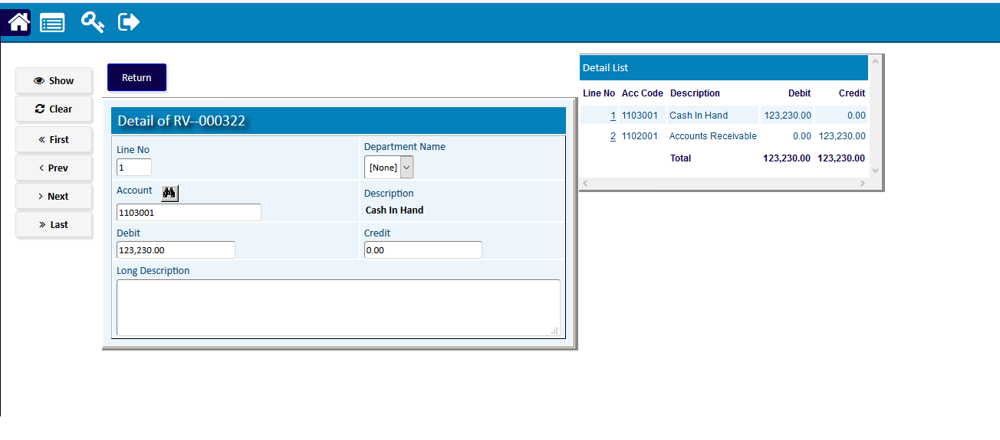 Show
Clear
First
Prev
Next
Last
Return
Detail of RV--000322
Line No
1
Department Name
[None]
Account
1103001
Description
Cash In Hand
Debit
123,230.00
Credit
0.00
Long Description
Detail List
Line No Acc Code Description Debit Credit
1 1103001 Cash In Hand 123,230.00 0.00
2 1102001 Accounts Receivable 0.00 123,230.00
Total 123,230.00 123,230.00